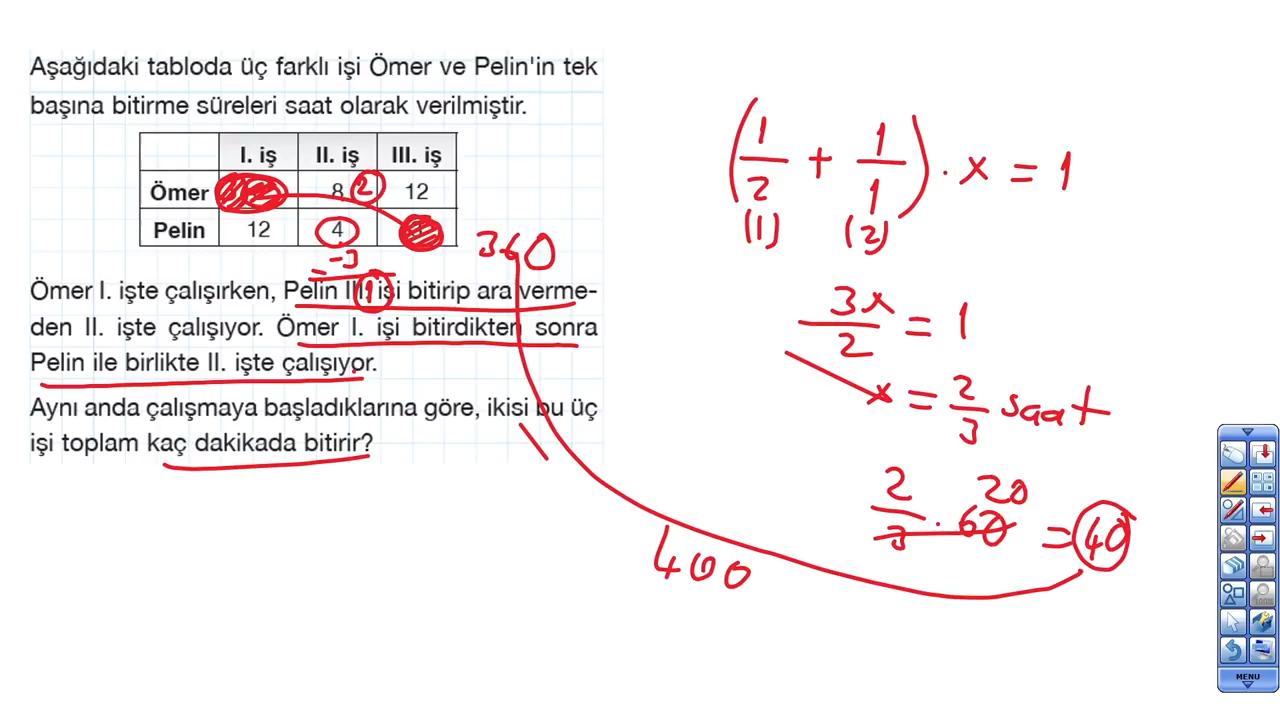 Aşağıdaki tabloda üç farklı işi Ömer ve Pelin'in tek
başına bitirme süreleri saat olarak verilmiştir.
I. iş II. iş III. iş
Ömer 8 2 12
Pelin 12 4
-3
360
Ömer I. işte çalışırken, Pelin III. işi bitirip ara verme-
1
den II. işte çalışıyor. Ömer I. işi bitirdikten sonra
Pelin ile birlikte II. işte çalışıyor.
Aynı anda çalışmaya başladıklarına göre, ikisi bu üç
işi toplam kaç dakikada bitirir?
(1/2 + 1/1) . x = 1
(1) (2)
3x/2 = 1
x = 2/3 saat
2/3 . 60 20 = 40
400
MENU